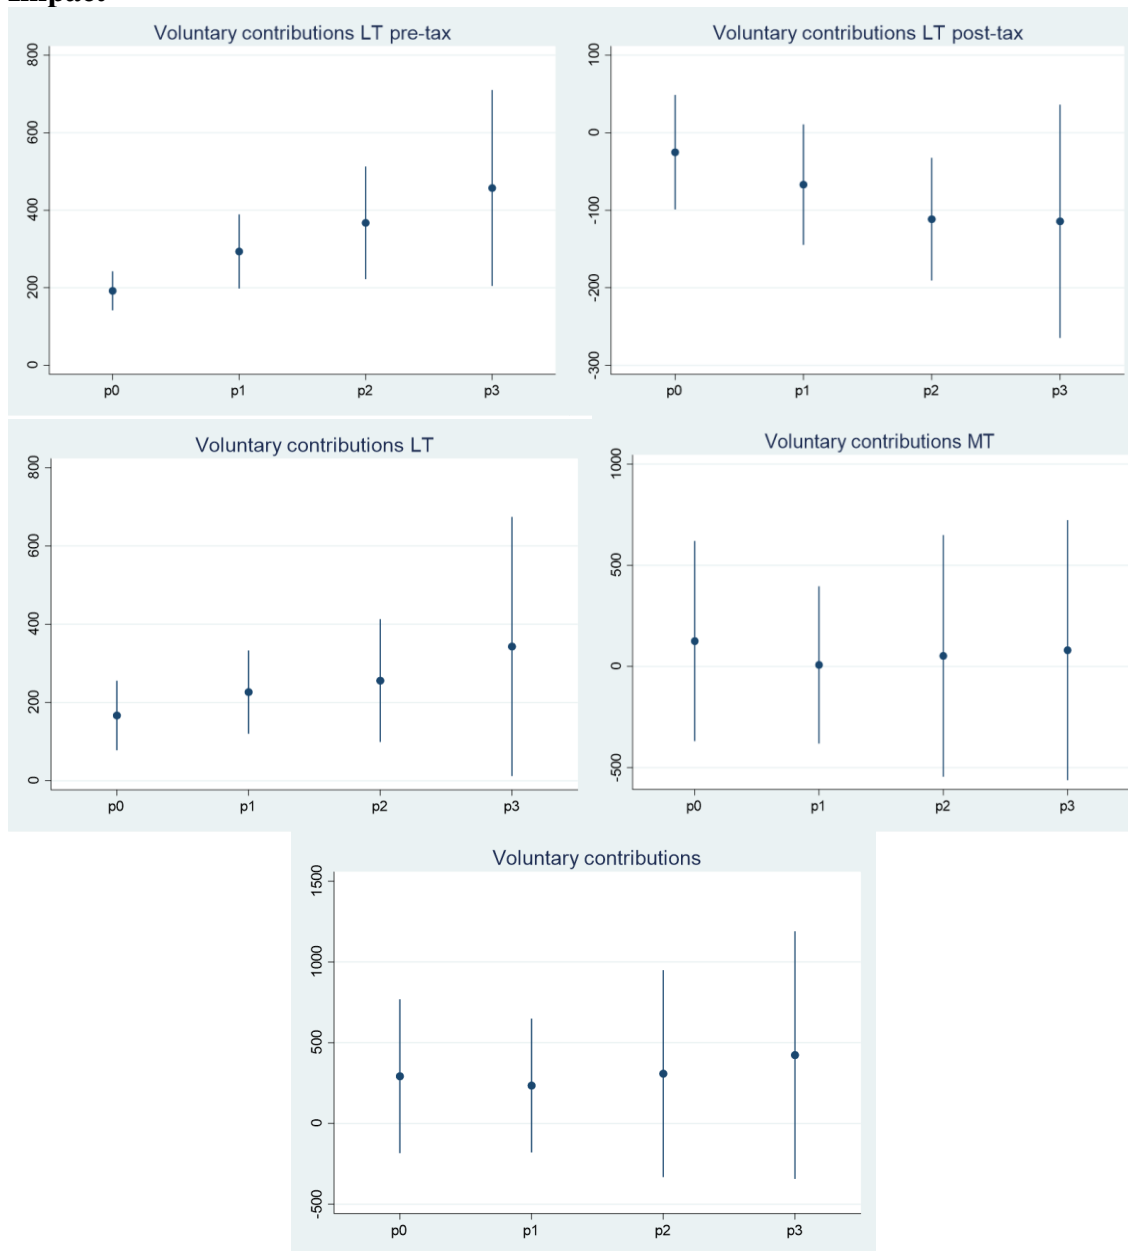 impact
Voluntary contributions LT pre-tax
800
600
400
200
0
p0 p1 p2 p3
Voluntary contributions LT post-tax
100
0
-100
-200
-300
p0 p1 p2 p3
Voluntary contributions LT
800
600
400
200
0
p0 p1 p2 p3
Voluntary contributions MT
1000
500
0
-500
p0 p1 p2 p3
Voluntary contributions
1500
1000
500
0
-500
p0 p1 p2 p3